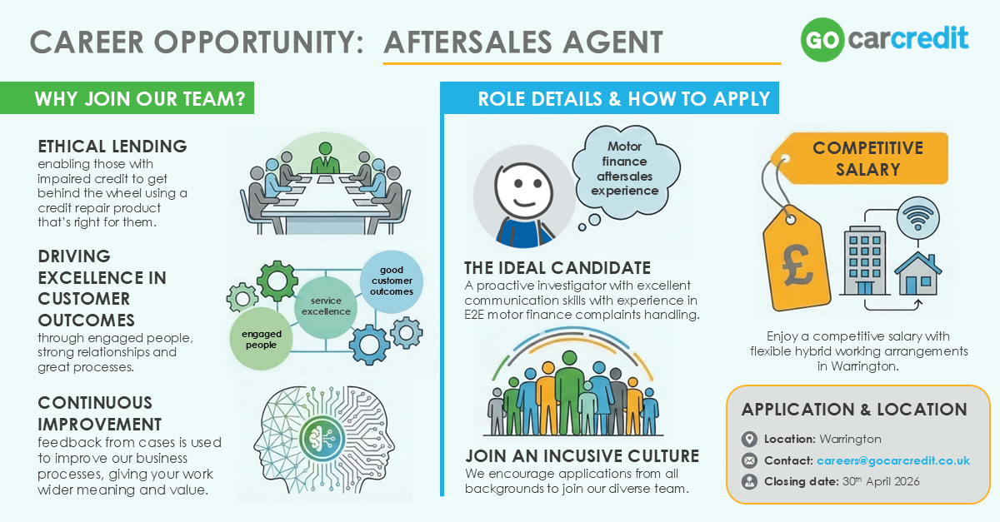 CAREER OPPORTUNITY: AFTERSALES AGENT
GO carcredit
WHY JOIN OUR TEAM?
ETHICAL LENDING
enabling those with
impaired credit to get
behind the wheel using a
credit repair product
that's right for them.
DRIVING
EXCELLENCE IN
CUSTOMER
OUTCOMES
through engaged people,
strong relationships and
great processes.
engaged
people
service
excellence
good
customer
outcomes
CONTINUOUS
IMPROVEMENT
feedback from cases is used
to improve our business
processes, giving your work
wider meaning and value.
ROLE DETAILS & HOW TO APPLY
Motor
finance
aftersales
experience
THE IDEAL CANDIDATE
A proactive investigator with excellent
communication skills with experience in
E2E motor finance complaints handling.
JOIN AN INCUSIVE CULTURE
We encourage applications from all
backgrounds to join our diverse team.
COMPETITIVE
SALARY
£
Enjoy a competitive salary with
flexible hybrid working arrangements
in Warrington.
APPLICATION & LOCATION
Location: Warrington
Contact: careers@gocarcredit.co.uk
Closing date: 30th April 2026